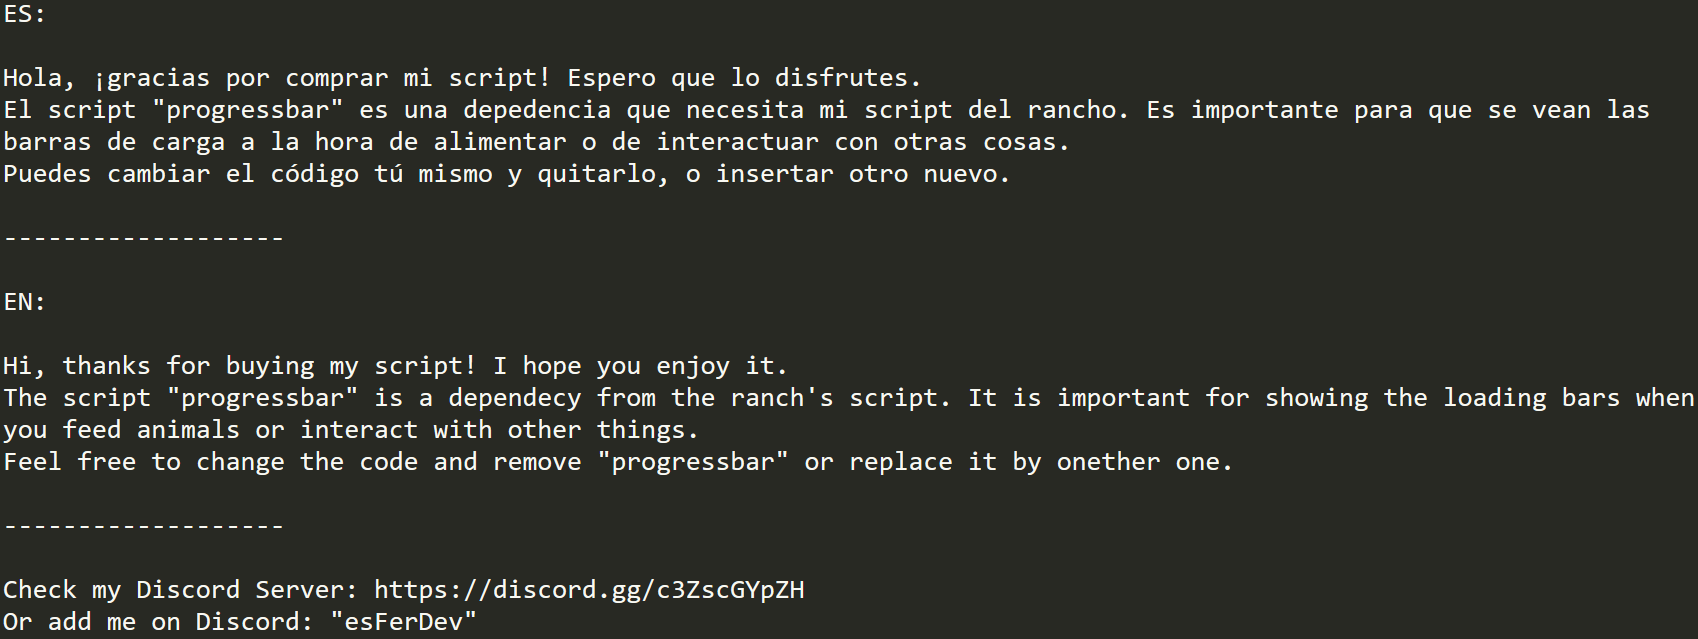 ES:
Hola, ¡gracias por comprar mi script! Espero que lo disfrutes.
El script "progressbar" es una depedencia que necesita mi script del rancho. Es importante para que se vean las
barras de carga a la hora de alimentar o de interactuar con otras cosas.
Puedes cambiar el código tú mismo y quitarlo, o insertar otro nuevo.
-------------------
EN:
Hi, thanks for buying my script! I hope you enjoy it.
The script "progressbar" is a dependecy from the ranch's script. It is important for showing the loading bars when
you feed animals or interact with other things.
Feel free to change the code and remove "progressbar" or replace it by onether one.
-------------------
Check my Discord Server: https://discord.gg/c3ZscGYpZH
Or add me on Discord: "esFerDev"